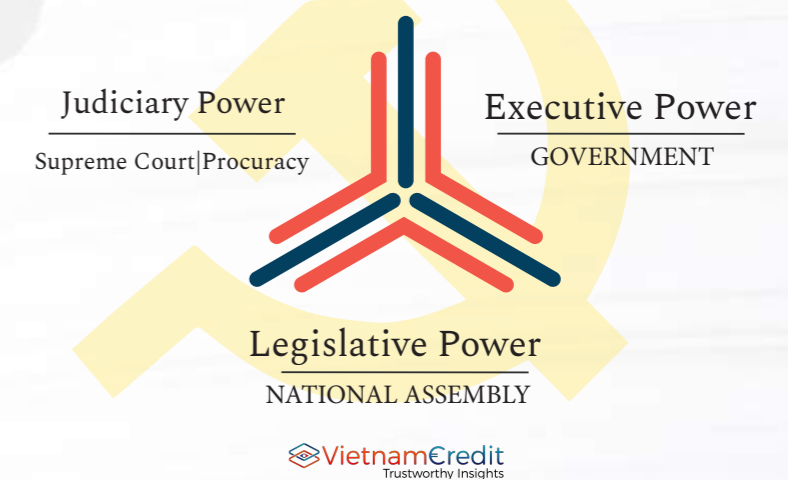 Judiciary Power
Supreme Court|Procuracy
Executive Power
GOVERNMENT
Legislative Power
NATIONAL ASSEMBLY
VietnamCredit
Trustworthy Insights